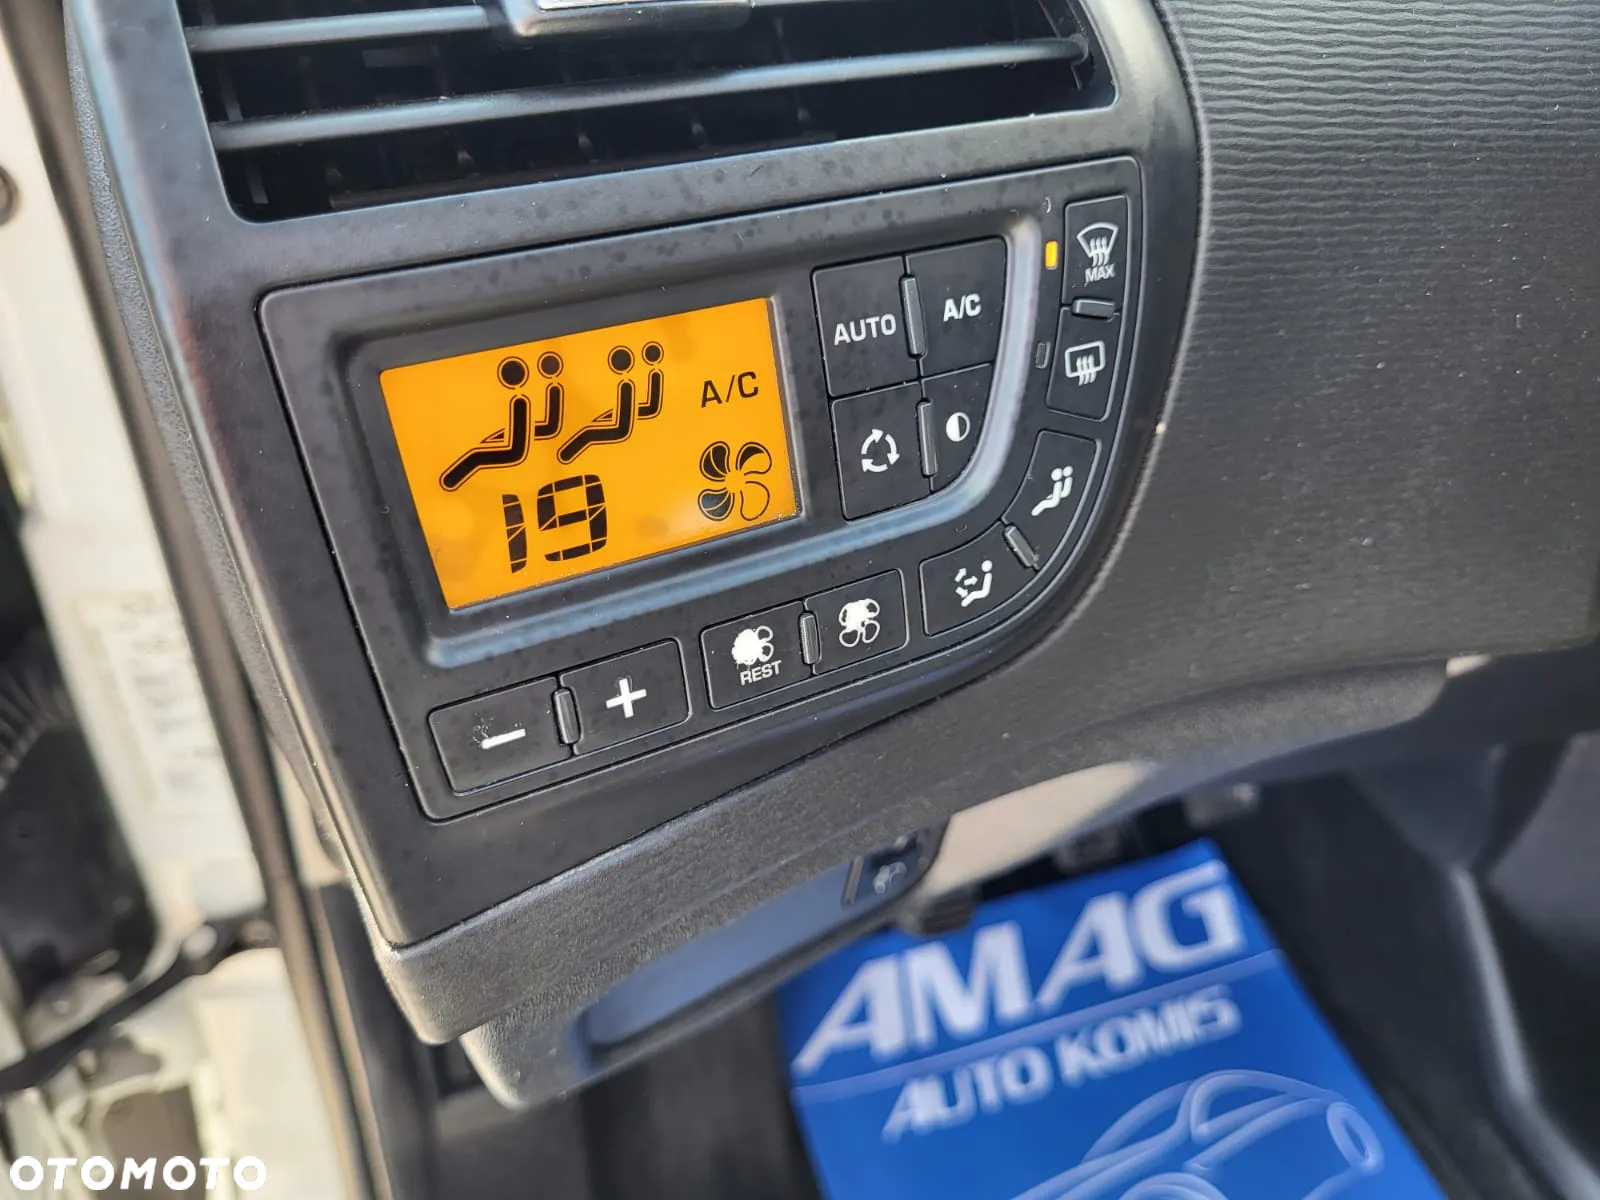 MAX
AUTO
A/C
A/C
19
REST
AMAG
AUTO KOMIS
OTOMOTO